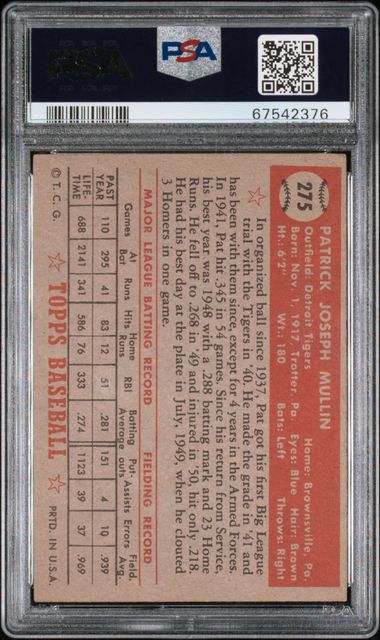 PSA
PSA
67542376
275
PATRICK JOSEPH MULLIN
Outfield: Detroit Tigers Home: Brownsville, Pa.
Born: Nov. 1, 1917, Trotter, Pa. Eyes: Blue Hair: Brown
Ht.: 6'2" Wt.: 180 Bats: Left Throws: Right
In organized ball since 1937, Pat got his first Big League
trial with the Tigers in '40. He made the grade in '41 and
has been with them since, except for 4 years in the Armed Forces.
In 1941, Pat hit .345 in 54 games. Since his return from Service,
his best year was 1948 with a .288 batting mark and 23 Home
Runs. He fell off to .268 in '49 and injured in '50, hit only .218.
He had his best day at the plate in July, 1949, when he clouted
3 Homers in one game.
MAJOR LEAGUE BATTING RECORD FIELDING RECORD
Games At Bat Runs Hits Home Runs RBI Batting Average Put-outs Assists Errors Field. Avg.
PAST YEAR 110 295 41 83 12 51 .281 151 4 10 .939
LIFE- TIME 688 2141 341 586 76 333 .274 1123 39 37 .969
© T. C. G. TOPPS BASEBALL PRTD. IN U.S.A.